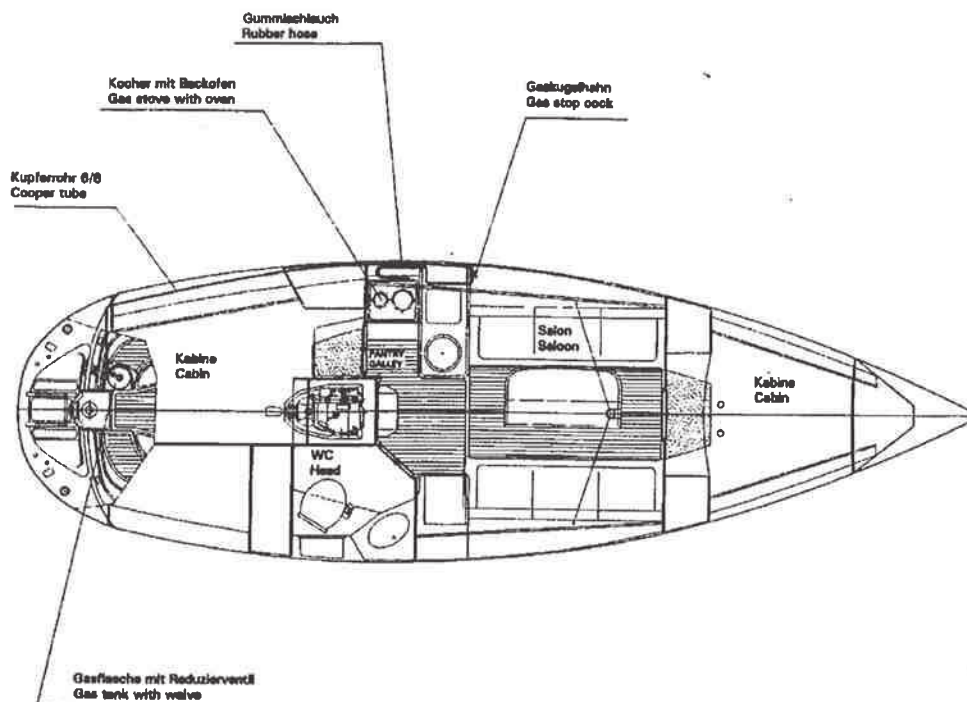 Gummischlauch
Rubber hose
Kocher mit Backofen
Gas stove with oven
Gaskugelhahn
Gas stop cock
Kupferrohr 6/8
Cooper tube
Kabine
Cabin
PANTRY
GALLEY
Salon
Saloon
Kabine
Cabin
WC
Head
Gasflasche mit Reduzierventil
Gas tenk with walve